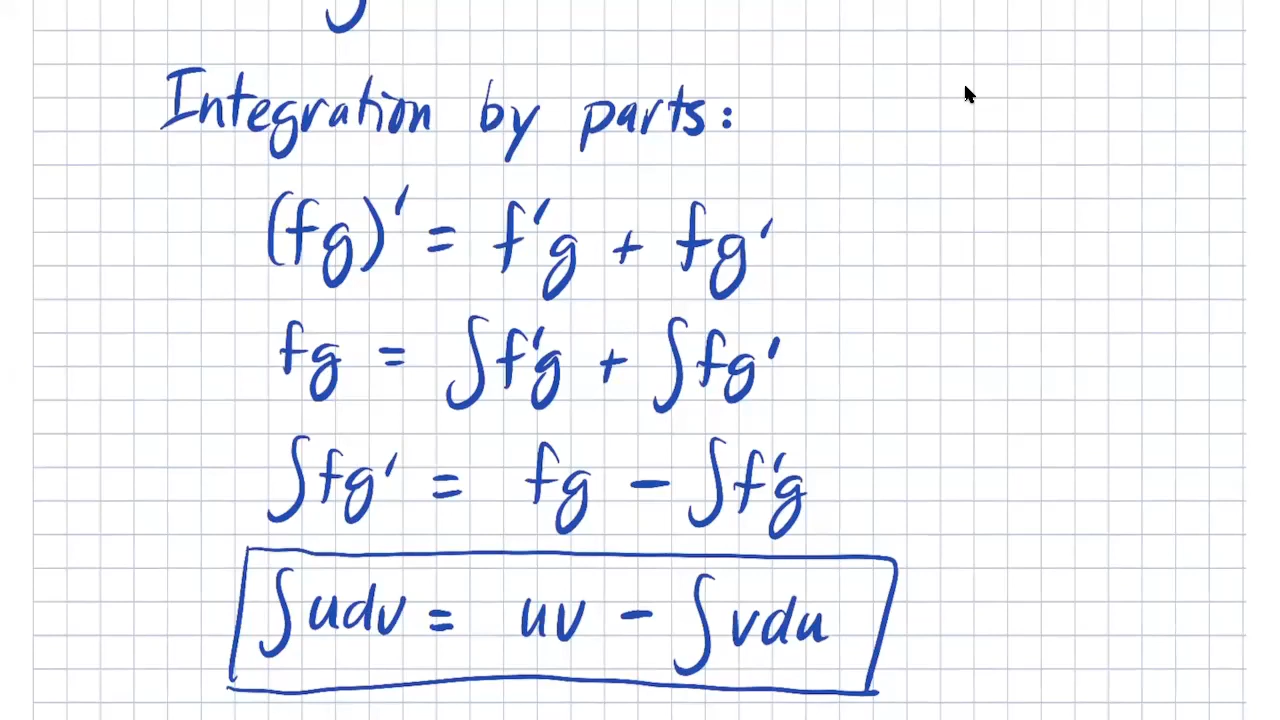 Integration by parts:
(fg)' = f'g + fg'
fg = ∫f'g + ∫fg'
∫fg' = fg - ∫f'g
∫udv = uv - ∫vdu